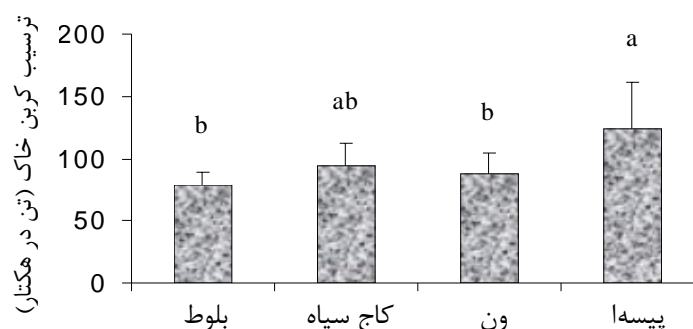 ترسیب کربن خاک (تن در هکتار)
200
150
100
50
0
b
ab
b
a
بلوط
کاج سیاه
ون
پیسه‌ا